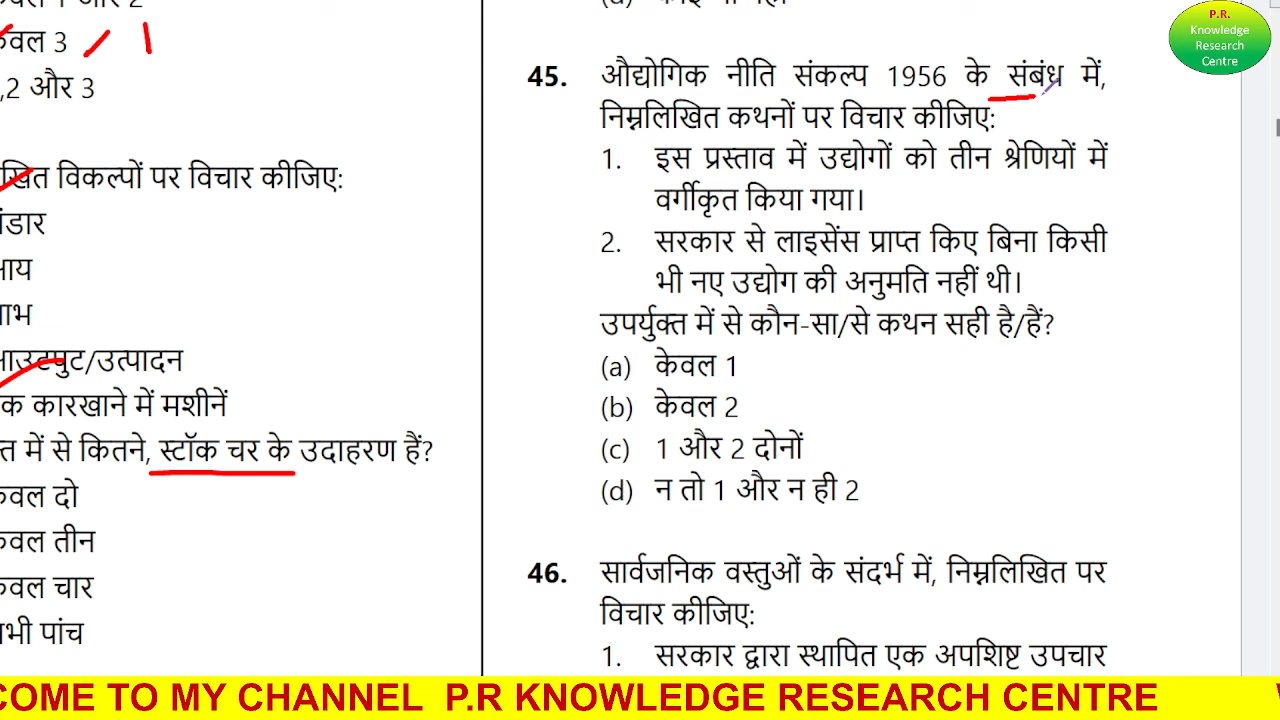 केवल 3
,2 और 3
विकल्पों पर विचार कीजिए:
आउटपुट/उत्पादन
क कारखाने में मशीनें
में से कितने, स्टॉक चर के उदाहरण हैं?
केवल दो
केवल तीन
केवल चार
सभी पांच
45. औद्योगिक नीति संकल्प 1956 के संबंध में,
निम्नलिखित कथनों पर विचार कीजिए:
1. इस प्रस्ताव में उद्योगों को तीन श्रेणियों में
वर्गीकृत किया गया।
2. सरकार से लाइसेंस प्राप्त किए बिना किसी
भी नए उद्योग की अनुमति नहीं थी।
उपर्युक्त में से कौन-सा/से कथन सही है/हैं?
(a) केवल 1
(b) केवल 2
(c) 1 और 2 दोनों
(d) न तो 1 और न ही 2
46. सार्वजनिक वस्तुओं के संदर्भ में, निम्नलिखित पर
विचार कीजिए:
1. सरकार द्वारा स्थापित एक अपशिष्ट उपचार
P.R.
Knowledge
Research
Centre
COME TO MY CHANNEL P.R KNOWLEDGE RESEARCH CENTRE